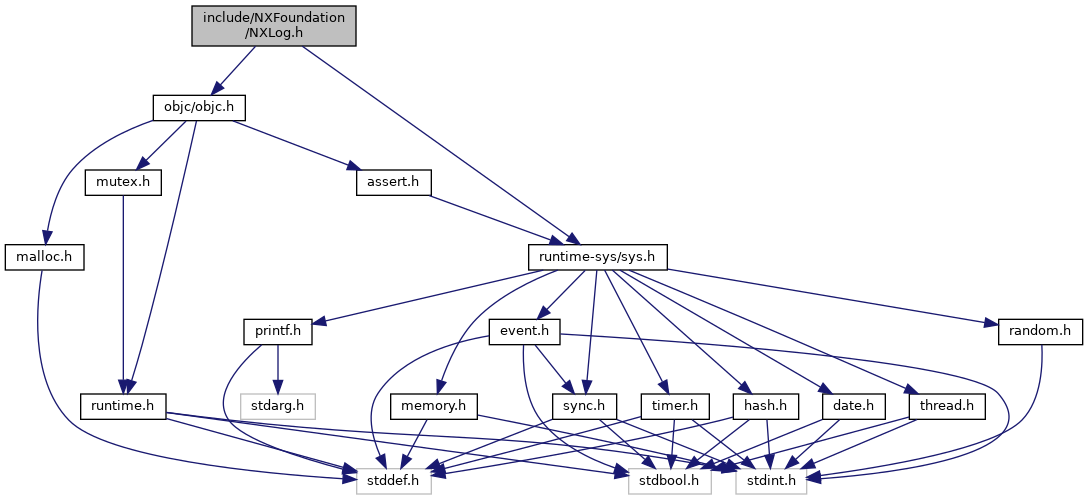 include/NXFoundation
/NXLog.h
objc/objc.h
mutex.h
assert.h
malloc.h
runtime-sys/sys.h
printf.h
event.h
random.h
runtime.h
stdarg.h
memory.h
sync.h
timer.h
hash.h
date.h
thread.h
stddef.h
stdbool.h
stdint.h